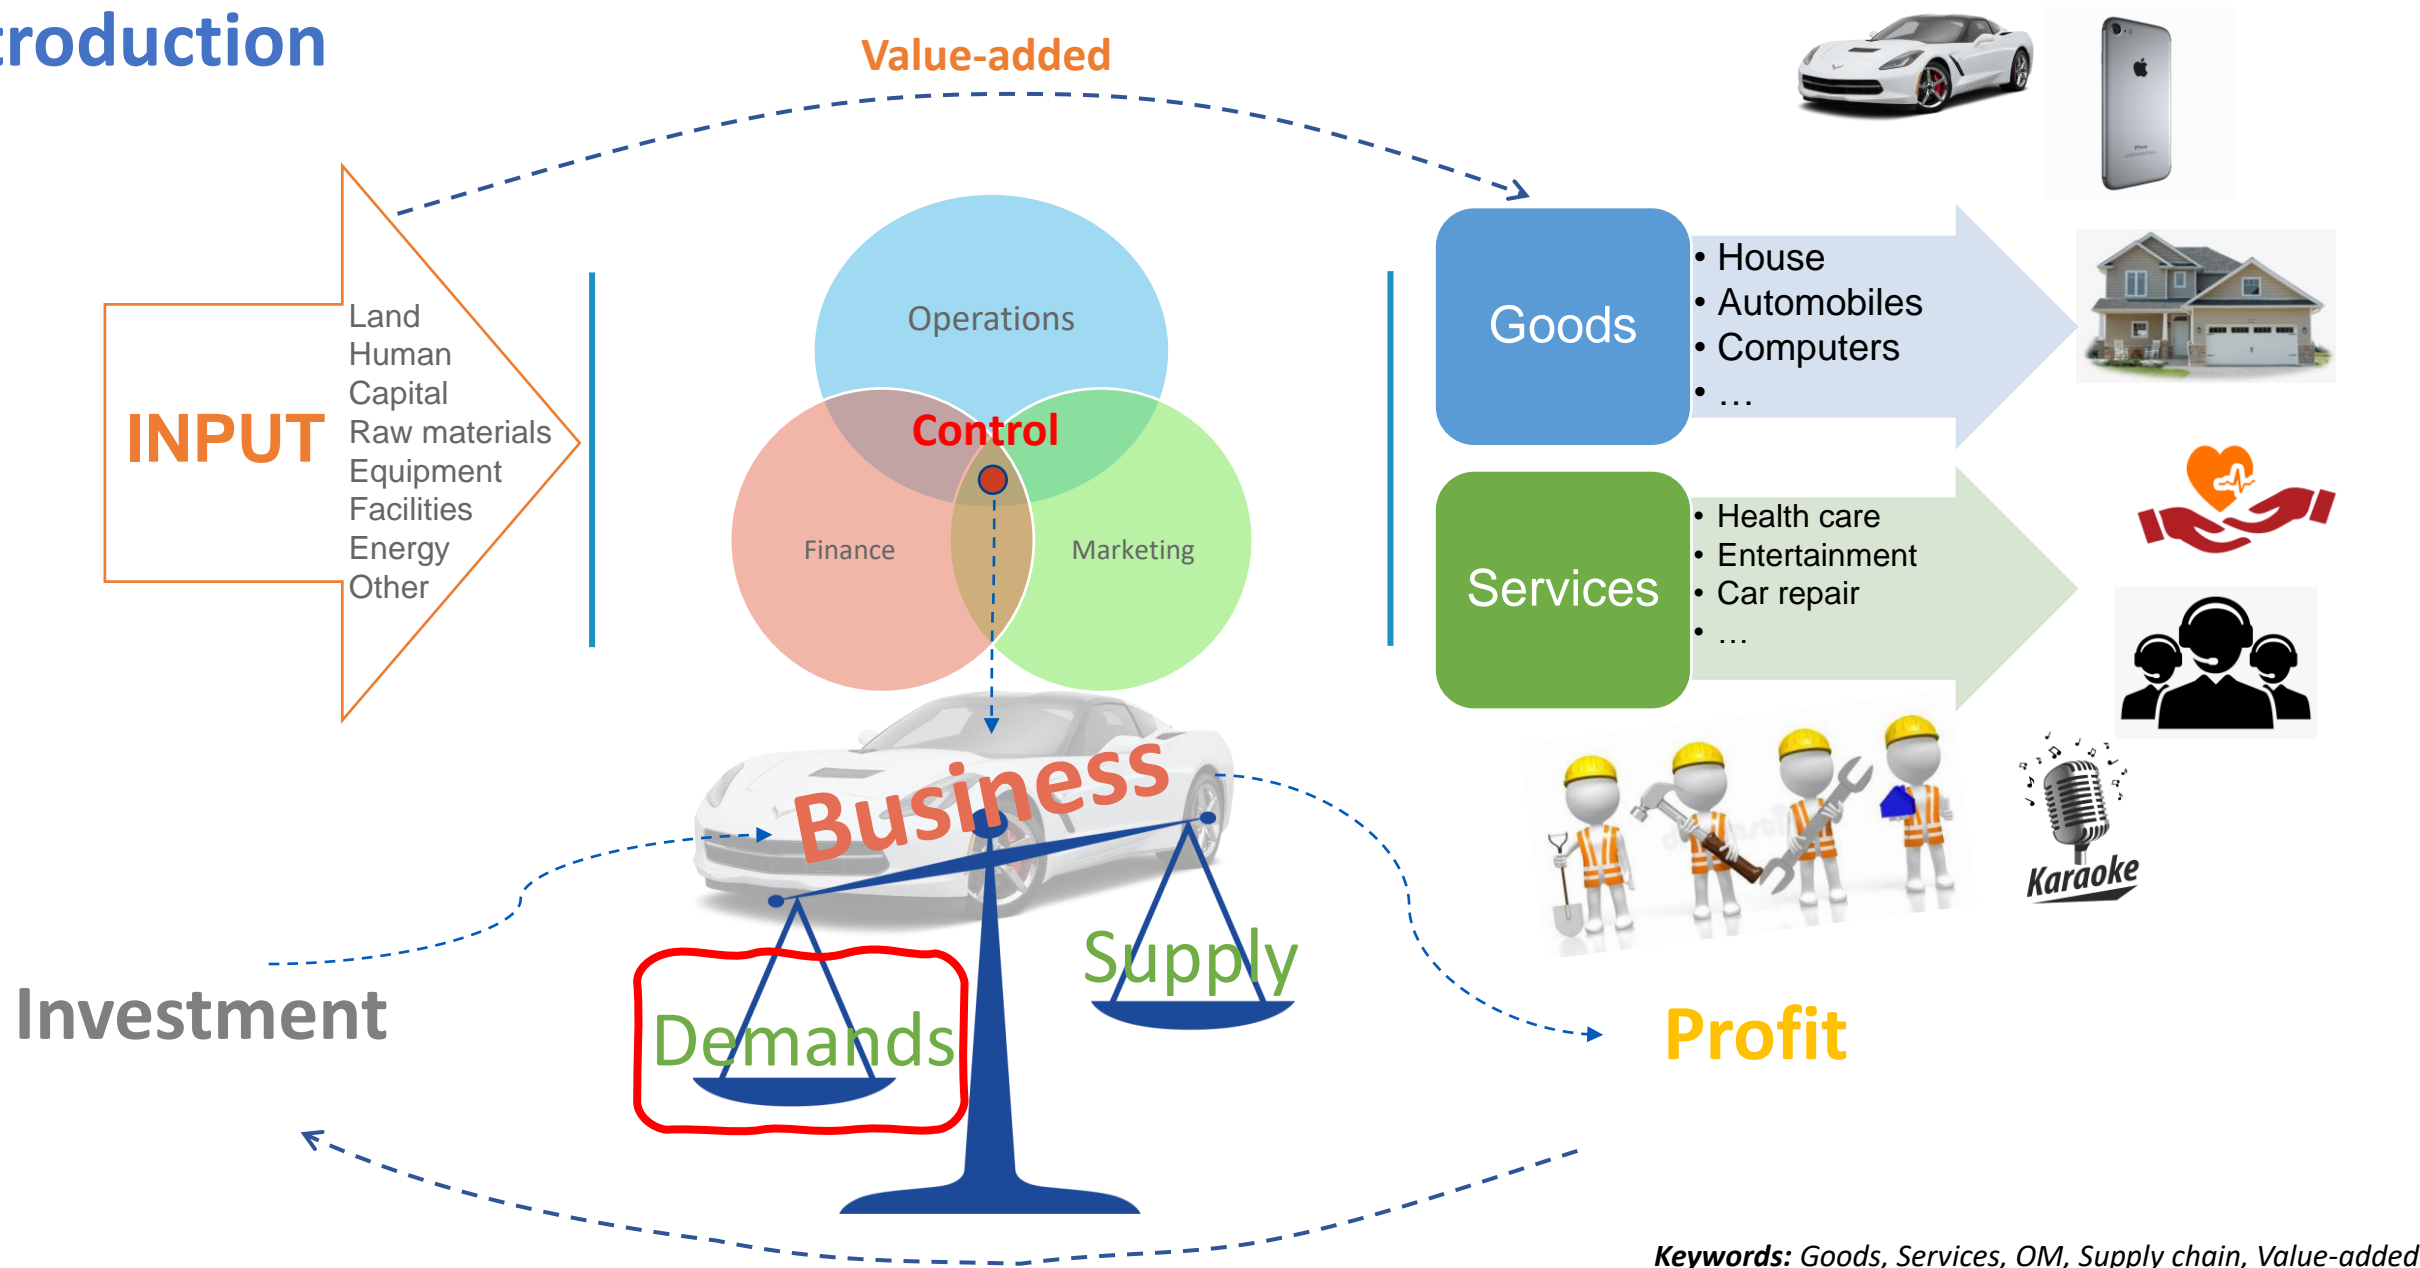 troduction
Value-added
INPUT
Land
Human
Capital
Raw materials
Equipment
Facilities
Energy
Other
Operations
Control
Finance
Marketing
Goods
• House
• Automobiles
• Computers
• …
Services
• Health care
• Entertainment
• Car repair
• …
Business
Karaoke
Supply
Demands
Investment
Profit
Keywords: Goods, Services, OM, Supply chain, Value-added